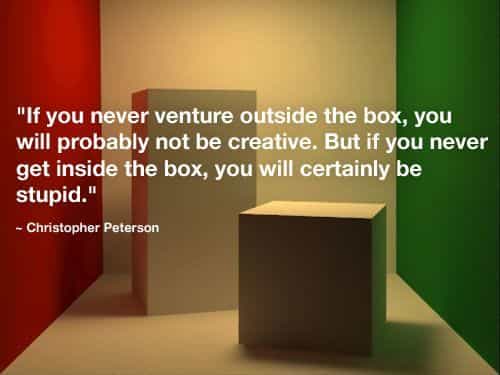 "If you never venture outside the box, you
will probably not be creative. But if you never
get inside the box, you will certainly be
stupid."
~ Christopher Peterson